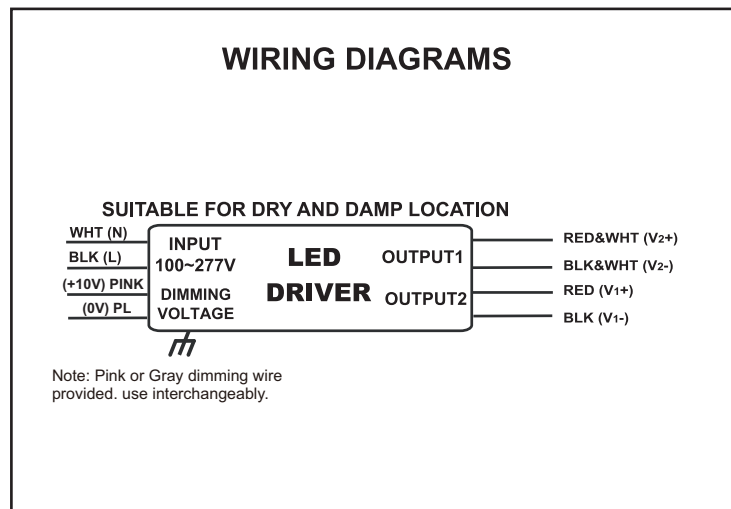 WIRING DIAGRAMS
SUITABLE FOR DRY AND DAMP LOCATION
WHT (N)
BLK (L)
(+10V) PINK
(0V) PL
INPUT
100~277V
DIMMING
VOLTAGE
LED
DRIVER
OUTPUT1
OUTPUT2
RED&WHT (V2+)
BLK&WHT (V2-)
RED (V1+)
BLK (V1-)
Note: Pink or Gray dimming wire
provided. use interchangeably.